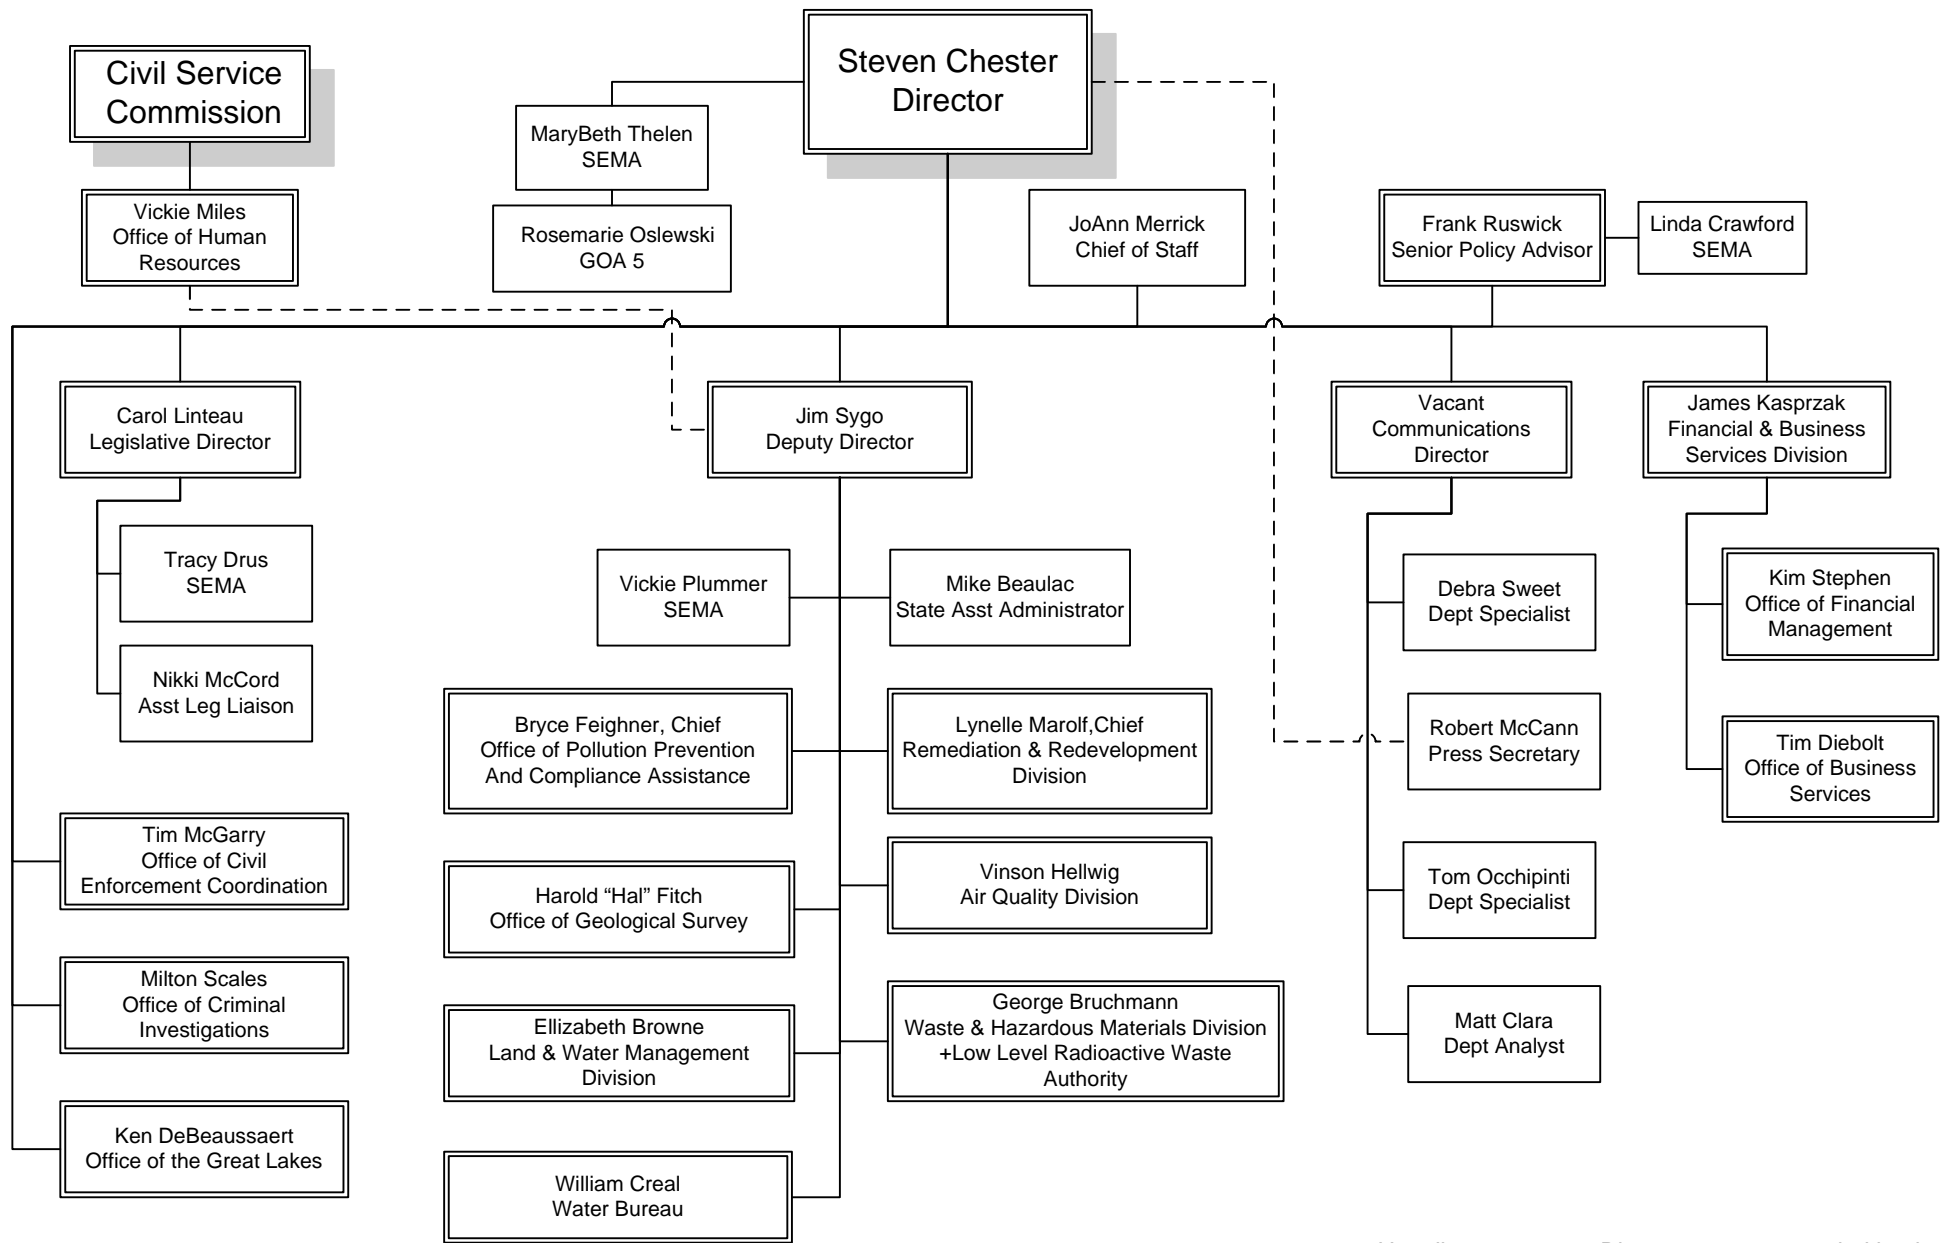 Civil Service
Commission
Steven Chester
Director
MaryBeth Thelen
SEMA
Vickie Miles
Office of Human
Resources
Rosemarie Oslewski
GOA 5
JoAnn Merrick
Chief of Staff
Frank Ruswick
Senior Policy Advisor
Linda Crawford
SEMA
Carol Linteau
Legislative Director
Jim Sygo
Deputy Director
Vacant
Communications
Director
James Kasprzak
Financial & Business
Services Division
Tracy Drus
SEMA
Nikki McCord
Asst Leg Liaison
Tim McGarry
Office of Civil
Enforcement Coordination
Milton Scales
Office of Criminal
Investigations
Ken DeBeaussaert
Office of the Great Lakes
Vickie Plummer
SEMA
Mike Beaulac
State Asst Administrator
Bryce Feighner, Chief
Office of Pollution Prevention
And Compliance Assistance
Lynelle Marolf,Chief
Remediation & Redevelopment
Division
Harold “Hal” Fitch
Office of Geological Survey
Vinson Hellwig
Air Quality Division
Ellizabeth Browne
Land & Water Management
Division
George Bruchmann
Waste & Hazardous Materials Division
+Low Level Radioactive Waste
Authority
William Creal
Water Bureau
Debra Sweet
Dept Specialist
Robert McCann
Press Secretary
Tom Occhipinti
Dept Specialist
Matt Clara
Dept Analyst
Kim Stephen
Office of Financial
Management
Tim Diebolt
Office of Business
Services